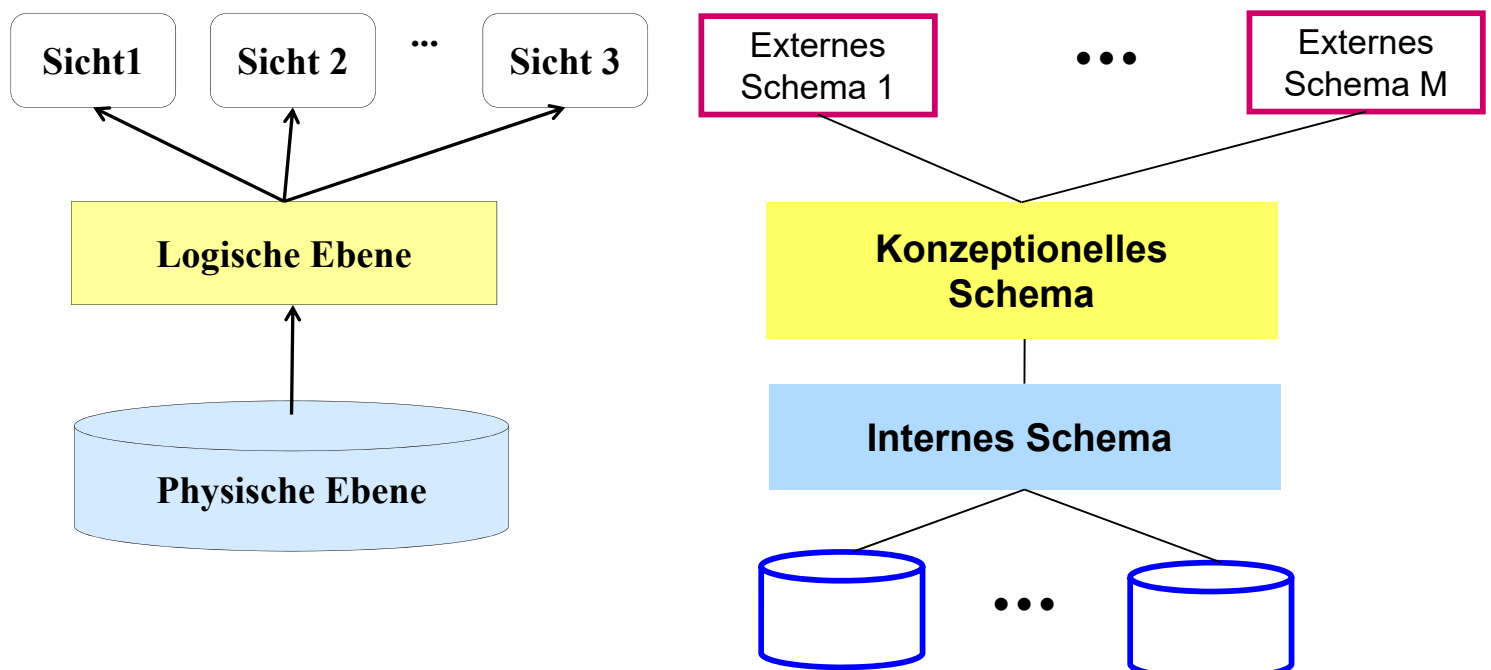 Sicht1
Sicht 2
...
Sicht 3
Logische Ebene
Physische Ebene
Externes
Schema 1
•••
Externes
Schema M
Konzeptionelles
Schema
Internes Schema
•••